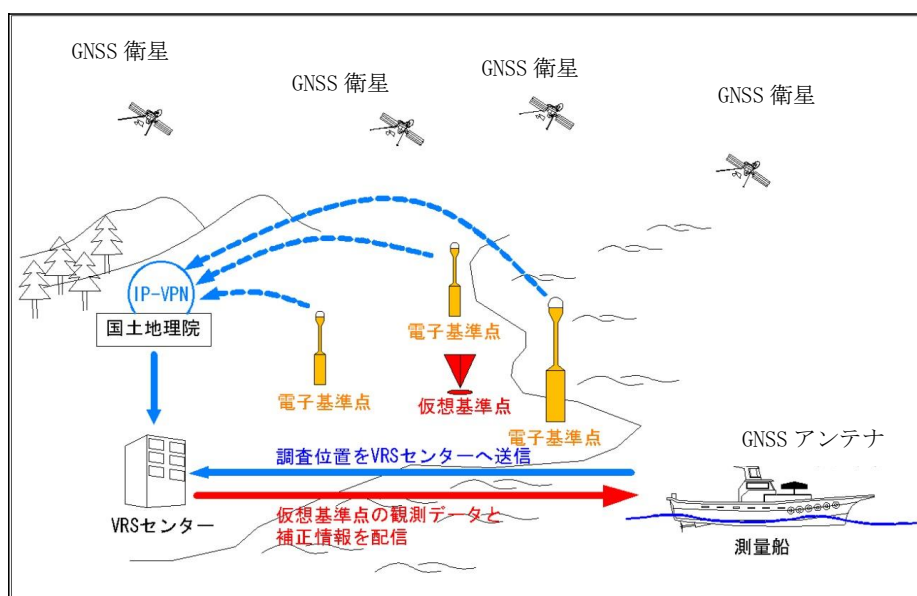 GNSS 衛星
GNSS 衛星
GNSS 衛星
GNSS 衛星
IP-VPN
国土地理院
電子基準点
電子基準点
仮想基準点
電子基準点
GNSS アンテナ
調査位置をVRSセンターへ送信
VRSセンター
仮想基準点の観測データと
補正情報を配信
測量船